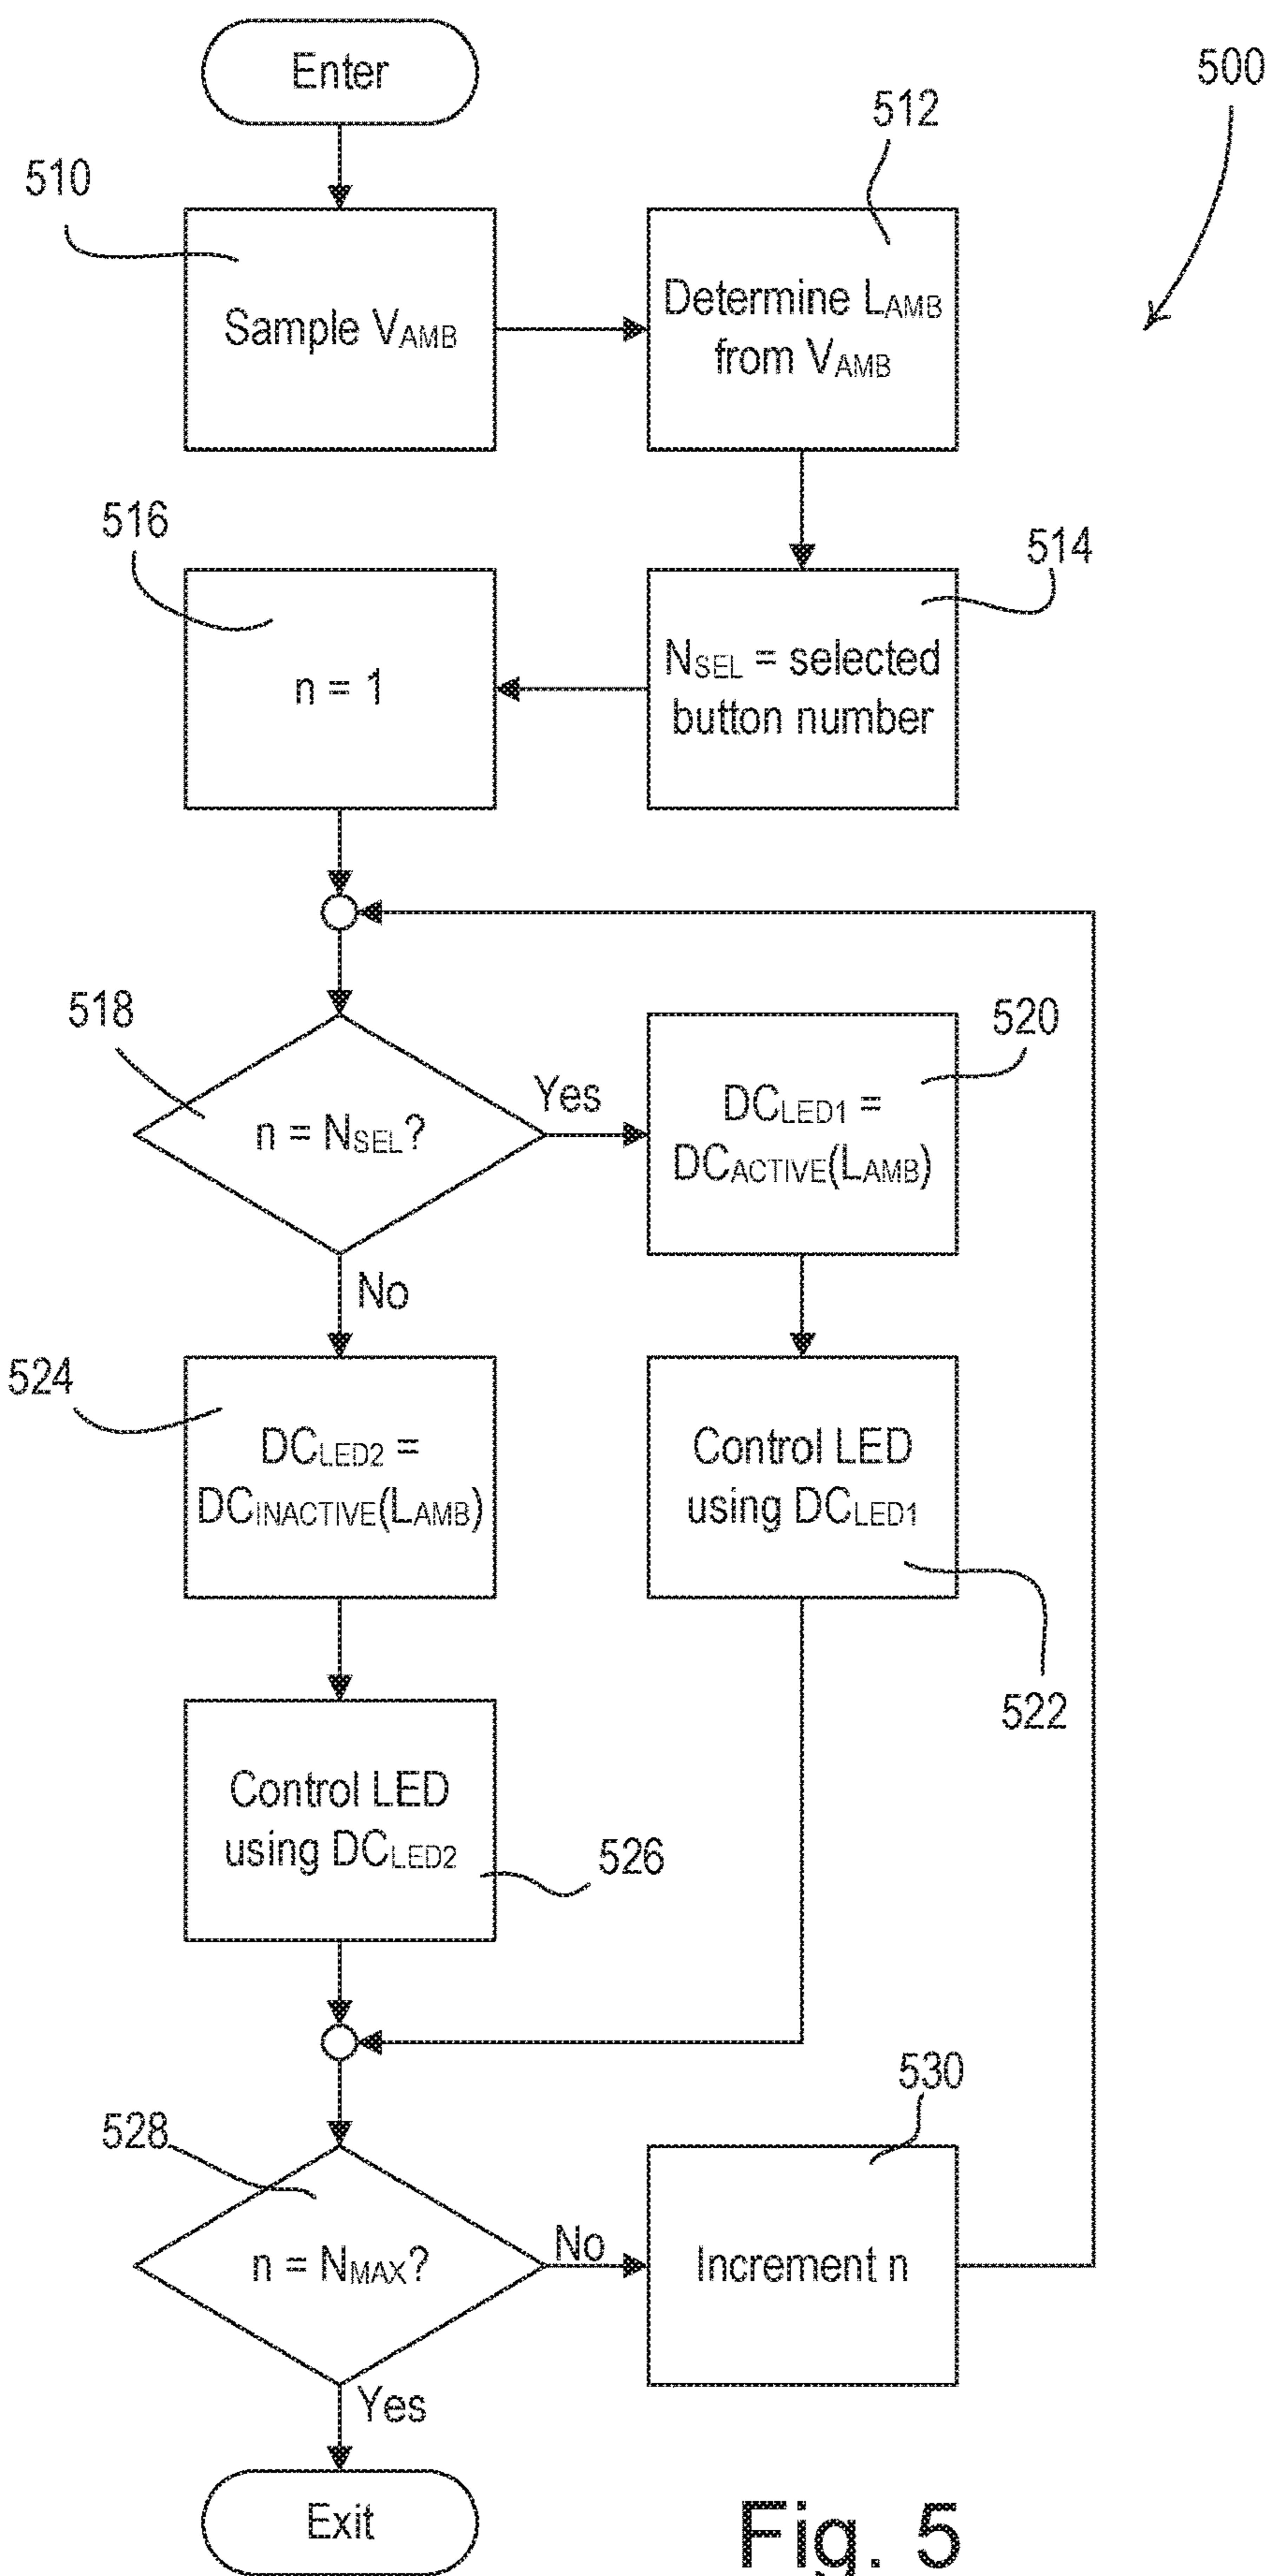 Enter
500
510
512
Sample VAMB
Determine LAMB
from VAMB
516
514
n = 1
NSEL = selected
button number
518
520
n = NSEL?
Yes
DCLED1 =
DCACTIVE(LAMB)
No
524
DCLED2 =
DCINACTIVE(LAMB)
Control LED
using DCLED1
522
Control LED
using DCLED2
526
530
528
n = NMAX?
No
Increment n
Yes
Exit
Fig. 5